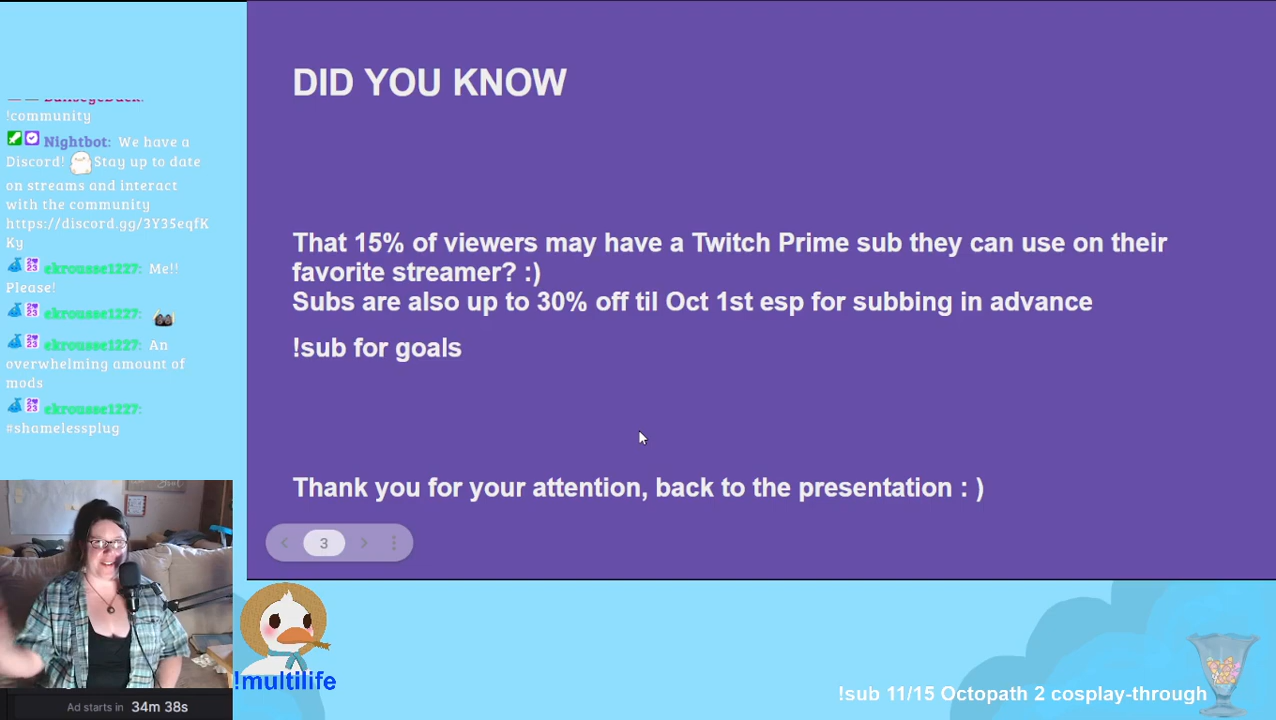 DID YOU KNOW
That 15% of viewers may have a Twitch Prime sub they can use on their
favorite streamer? :)
Subs are also up to 30% off til Oct 1st esp for subbing in advance
!sub for goals
Thank you for your attention, back to the presentation : )
3
!community
Nightbot: We have a
Discord! Stay up to date
on streams and interact
with the community
https://discord.gg/3Y35eqfK
Ky
ekrousse1227: Me!!
Please!
ekrousse1227:
ekrousse1227: An
overwhelming amount of
mods
ekrousse1227:
#shamelessplug
Ad starts in 34m 38s
!multilife
!sub 11/15 Octopath 2 cosplay-through